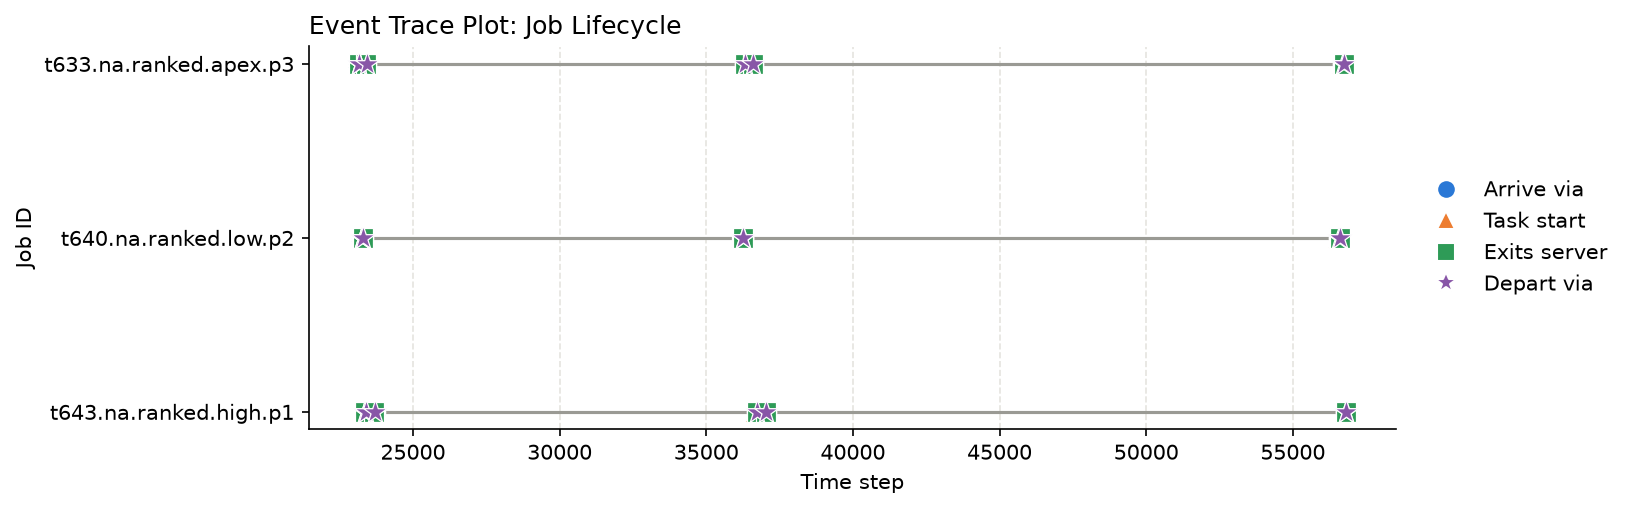 Event Trace Plot: Job Lifecycle
t633.na.ranked.apex.p3
t640.na.ranked.low.p2
t643.na.ranked.high.p1
Job ID
25000 30000 35000 40000 45000 50000 55000
Time step
Arrive via
Task start
Exits server
Depart via